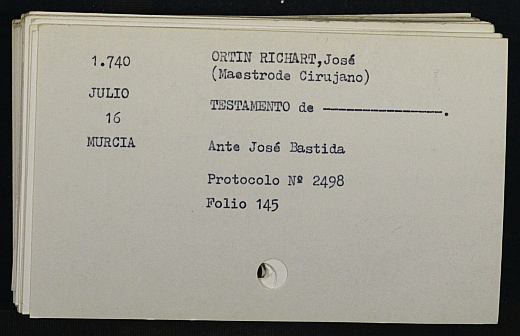 1.740
JULIO
16
MURCIA
ORTIN RICHART,José
(Maestrode Cirujano)
TESTAMENTO de ----------------.
Ante José Bastida
Protocolo Nº 2498
Folio 145